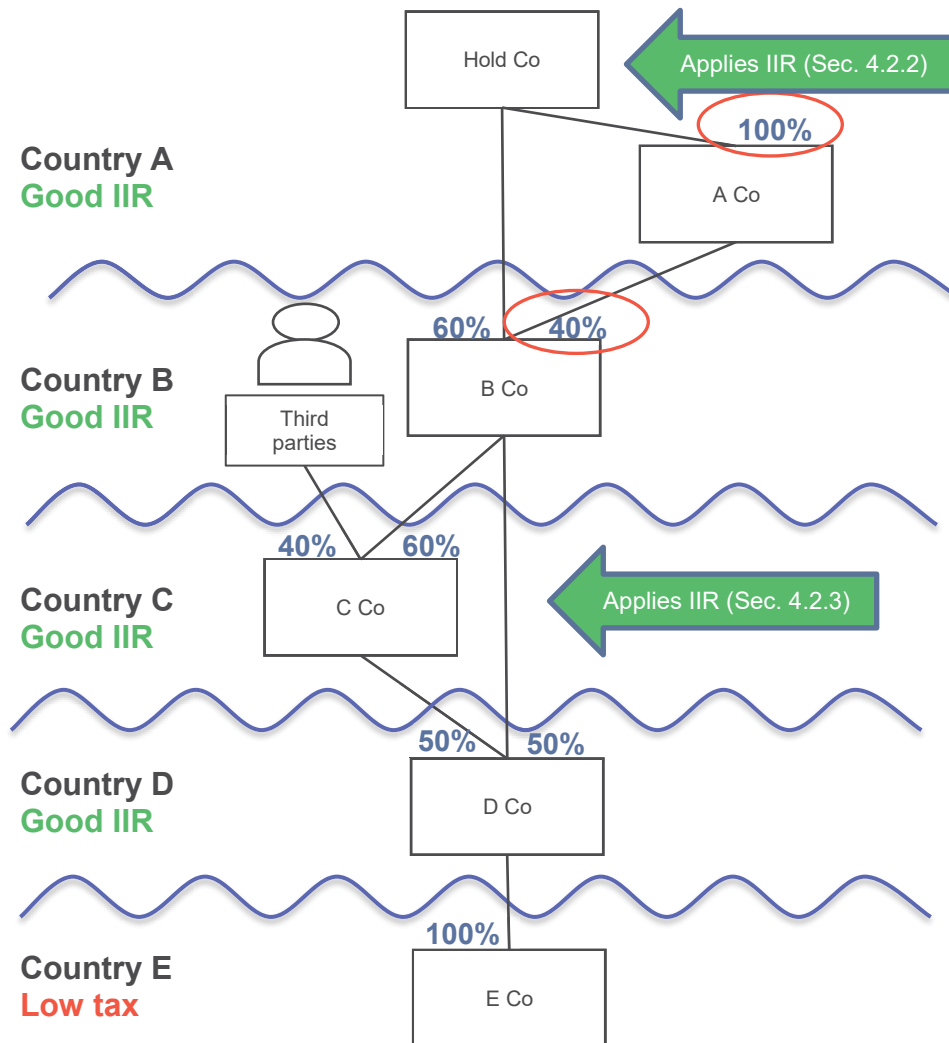 Hold Co
Applies IIR (Sec. 4.2.2)
100%
Country A
Good IIR
A Co
60%
40%
Country B
Good IIR
B Co
Third
parties
40%
60%
Country C
Good IIR
C Co
Applies IIR (Sec. 4.2.3)
50%
50%
Country D
Good IIR
D Co
100%
Country E
Low tax
E Co